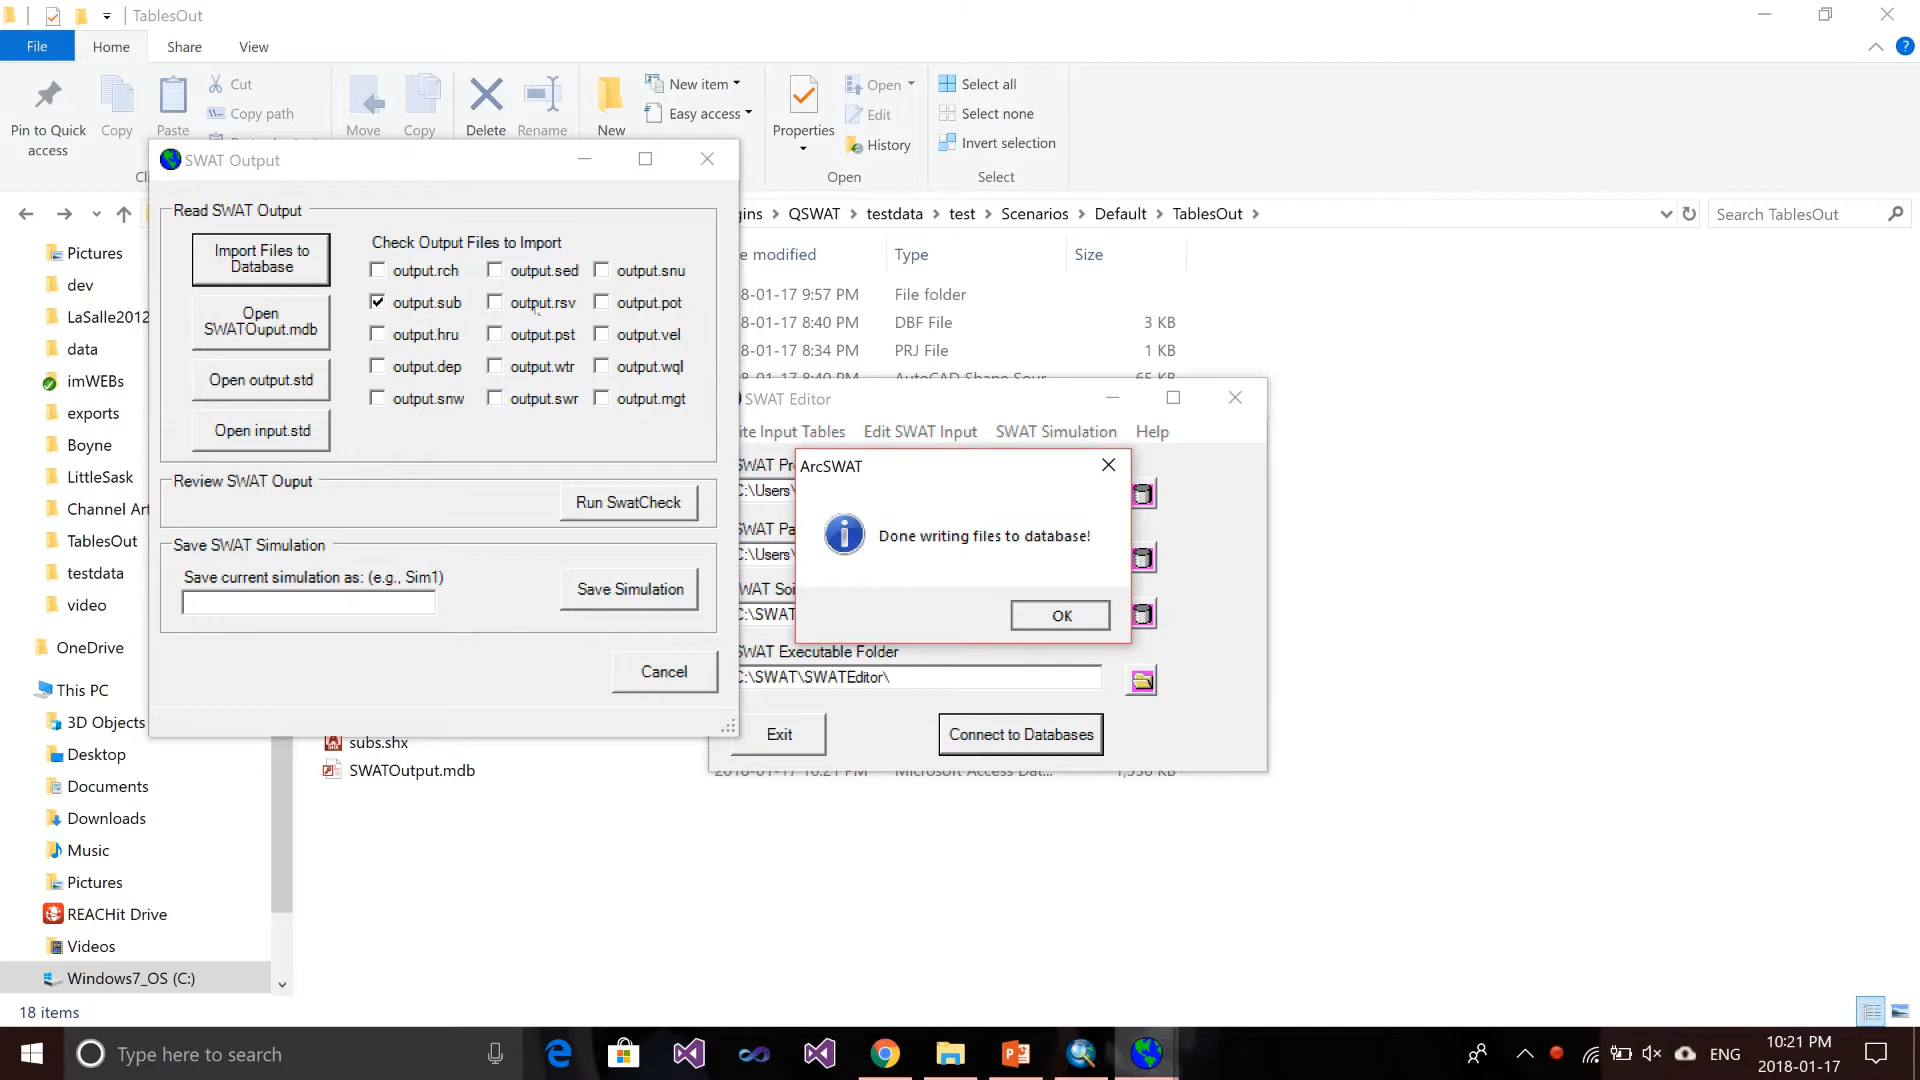 TablesOut
File
Home
Share
View
Pin to Quick
access
Copy
Paste
Cut
Copy path
Move
Copy
Delete
Rename
New
New item
Easy access
Properties
Open
Edit
History
Open
Select all
Select none
Invert selection
Select
QSWAT
testdata
test
Scenarios
Default
TablesOut
Search TablesOut
Type
Size
Pictures
dev
LaSalle2012
data
imWEBs
exports
Boyne
LittleSask
Channel Ar
TablesOut
testdata
video
OneDrive
This PC
3D Objects
Desktop
Documents
Downloads
Music
Pictures
REACHit Drive
Videos
Windows7_OS (C:)
18 items
8-01-17 9:57 PM File folder
8-01-17 8:40 PM DBF File 3 KB
8-01-17 8:34 PM PRJ File 1 KB
subs.shx
SWATOutput.mdb
SWAT Output
Read SWAT Output
Import Files to
Database
Open
SWATOuput.mdb
Open output.std
Open input.std
Check Output Files to Import
output.rch output.sed output.snu
output.sub output.rsv output.pot
output.hru output.pst output.vel
output.dep output.wtr output.wql
output.snw output.swr output.mgt
Review SWAT Ouput
Run SwatCheck
Save SWAT Simulation
Save current simulation as: (e.g., Sim1)
Save Simulation
Cancel
SWAT Editor
Input Tables
Edit SWAT Input
SWAT Simulation
Help
SWAT Executable Folder
C:\SWAT\SWATEditor\
Exit
Connect to Databases
ArcSWAT
Done writing files to database!
OK
Type here to search
ENG
10:21 PM
2018-01-17